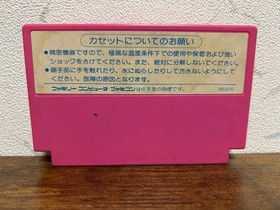 カセットについてのお願い
●精密機器ですので、極端な温度条件下での使用や保管および強い
ショックをさけてください。また、絶対に分解しないでください。
●端子部に手を触れたり、水にぬらしたりして汚さないようにして
ください。故障の原因となります。
ファミリーコンピュータ ファミコンは任天堂の商標です。